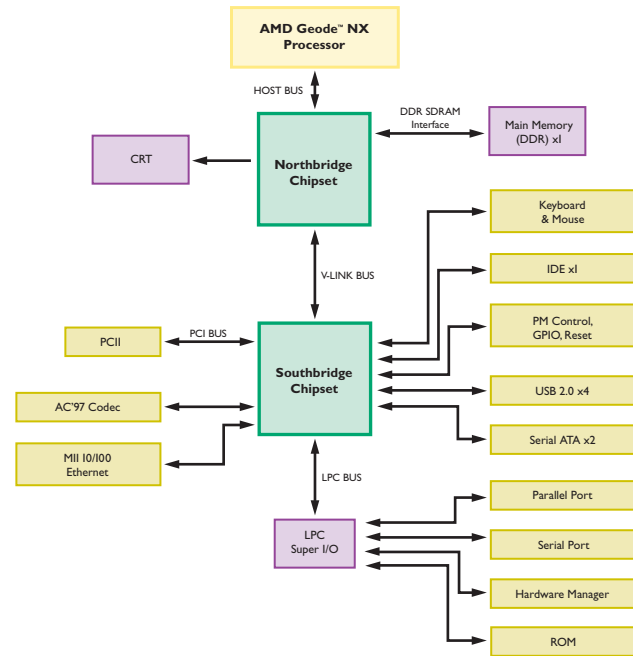 AMD Geode™ NX
Processor
HOST BUS
DDR SDRAM
Interface
Main Memory
(DDR) x1
CRT
Northbridge
Chipset
Keyboard
& Mouse
IDE x1
V-LINK BUS
PM Control,
GPIO, Reset
PCI BUS
PCI1
Southbridge
Chipset
USB 2.0 x4
AC'97 Codec
Serial ATA x2
MII 10/100
Ethernet
LPC BUS
Parallel Port
LPC
Super I/O
Serial Port
Hardware Manager
ROM